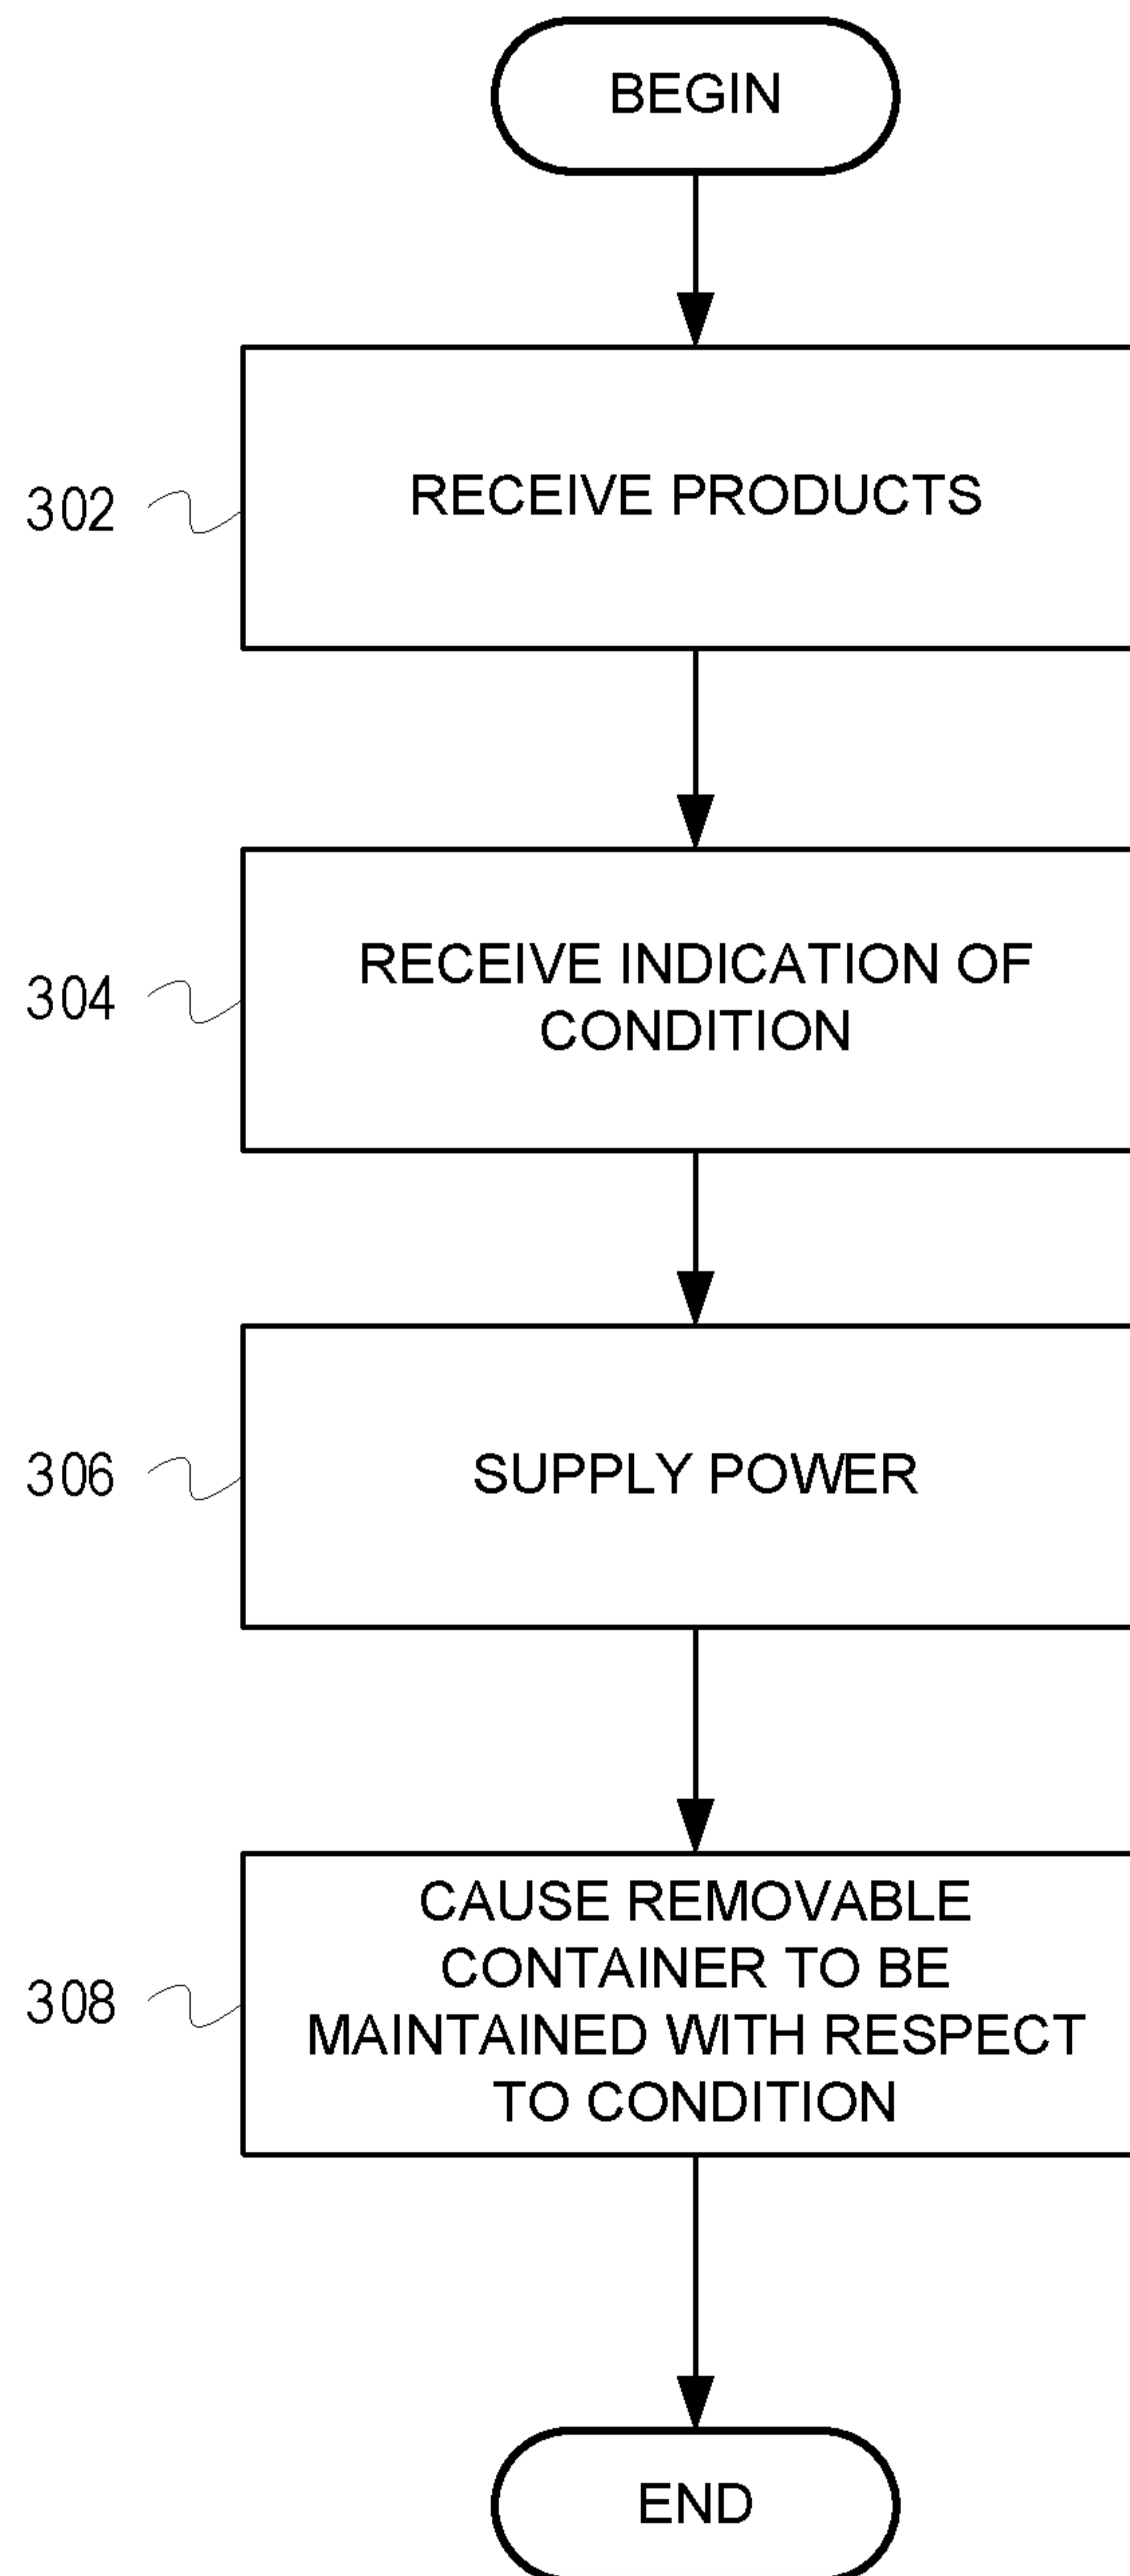 BEGIN
302
RECEIVE PRODUCTS
304
RECEIVE INDICATION OF
CONDITION
306
SUPPLY POWER
308
CAUSE REMOVABLE
CONTAINER TO BE
MAINTAINED WITH RESPECT
TO CONDITION
END